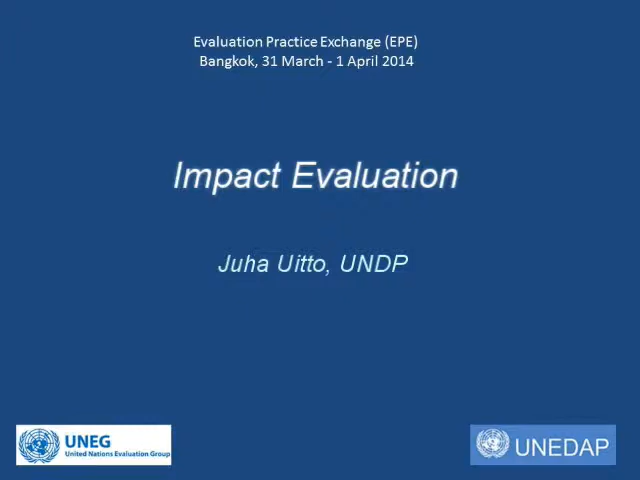 Evaluation Practice Exchange (EPE)
Bangkok, 31 March - 1 April 2014
Impact Evaluation
Juha Uitto, UNDP
UNEG
United Nations Evaluation Group
UNEDAP